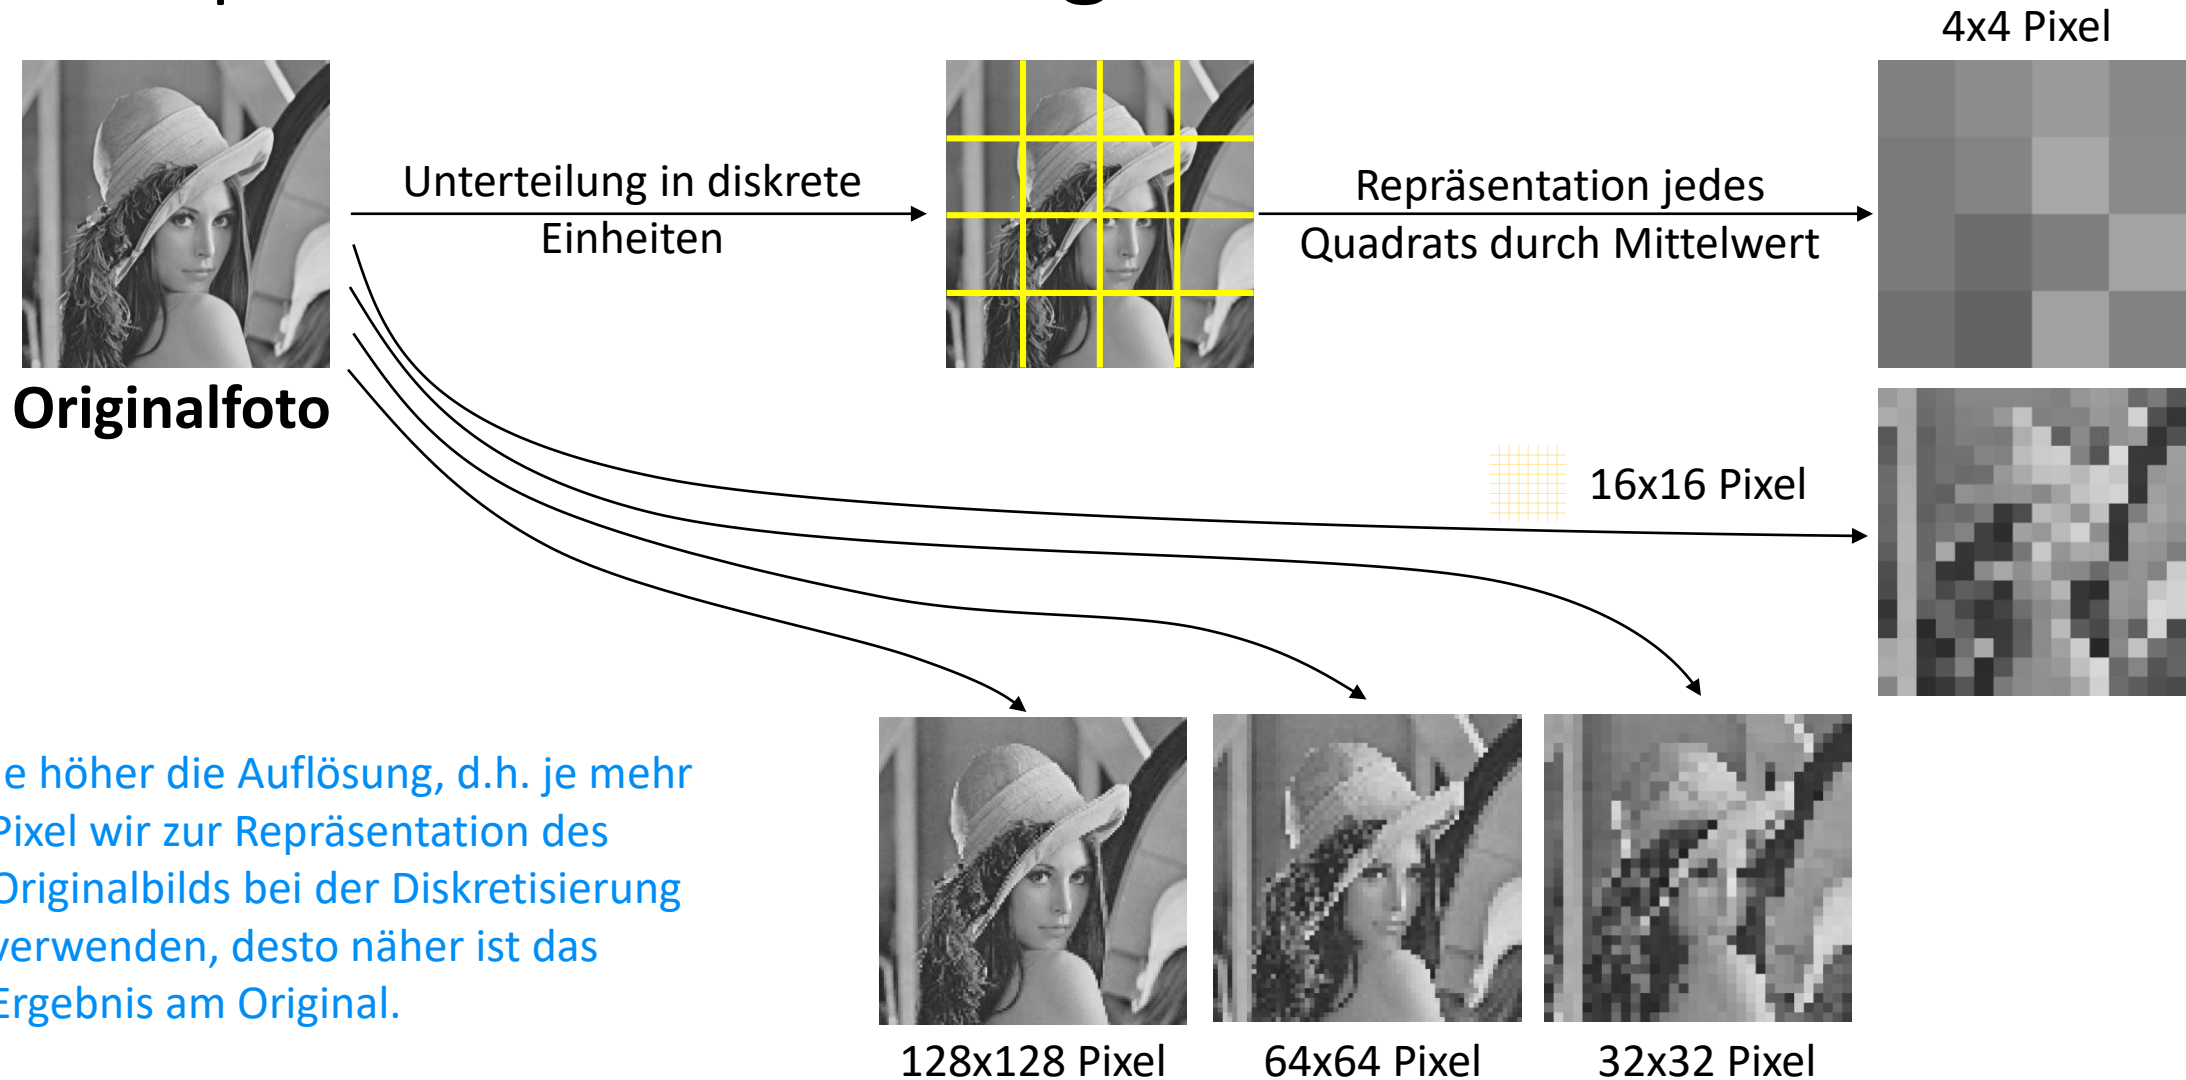 4x4 Pixel
Unterteilung in diskrete
Einheiten
Repräsentation jedes
Quadrats durch Mittelwert
Originalfoto
16x16 Pixel
e höher die Auflösung, d.h. je mehr
Pixel wir zur Repräsentation des
Originalbilds bei der Diskretisierung
verwenden, desto näher ist das
Ergebnis am Original.
128x128 Pixel
64x64 Pixel
32x32 Pixel